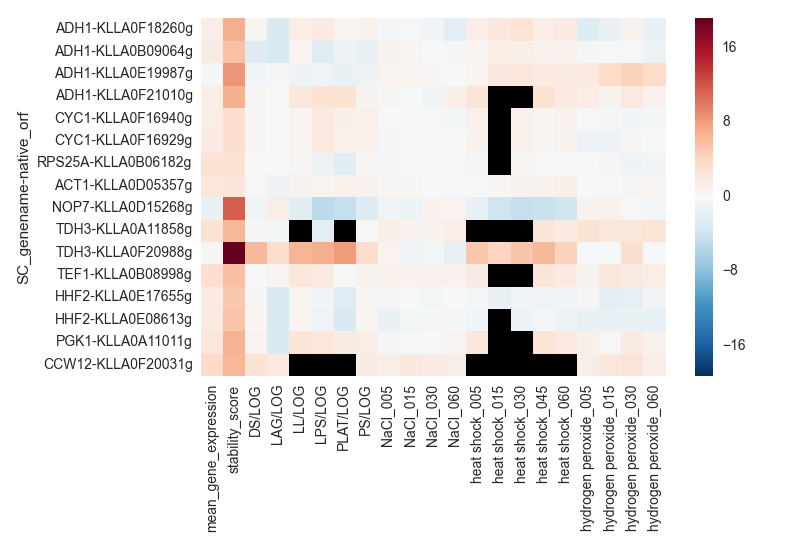 SC_genename-native_orf
ADH1-KLLA0F18260g
ADH1-KLLA0B09064g
ADH1-KLLA0E19987g
ADH1-KLLA0F21010g
CYC1-KLLA0F16940g
CYC1-KLLA0F16929g
RPS25A-KLLA0B06182g
ACT1-KLLA0D05357g
NOP7-KLLA0D15268g
TDH3-KLLA0A11858g
TDH3-KLLA0F20988g
TEF1-KLLA0B08998g
HHF2-KLLA0E17655g
HHF2-KLLA0E08613g
PGK1-KLLA0A11011g
CCW12-KLLA0F20031g
mean_gene_expression
stability_score
DS/LOG
LAG/LOG
LL/LOG
LPS/LOG
PLAT/LOG
PS/LOG
NaCl_005
NaCl_015
NaCl_030
NaCl_060
heat shock_005
heat shock_015
heat shock_030
heat shock_045
heat shock_060
hydrogen peroxide_005
hydrogen peroxide_015
hydrogen peroxide_030
hydrogen peroxide_060
16
8
0
−8
−16